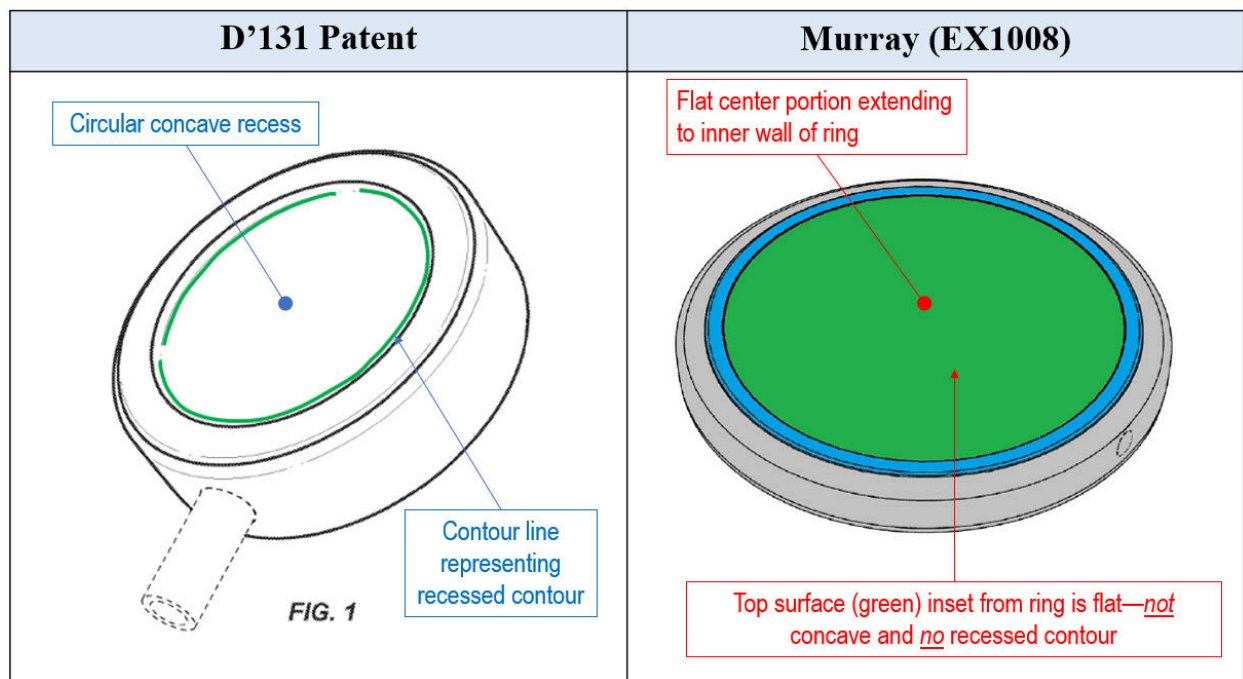 D'131 Patent
Murray (EX1008)
Circular concave recess
Contour line
representing
recessed contour
FIG. 1
Flat center portion extending
to inner wall of ring
Top surface (green) inset from ring is flat—not
concave and no recessed contour